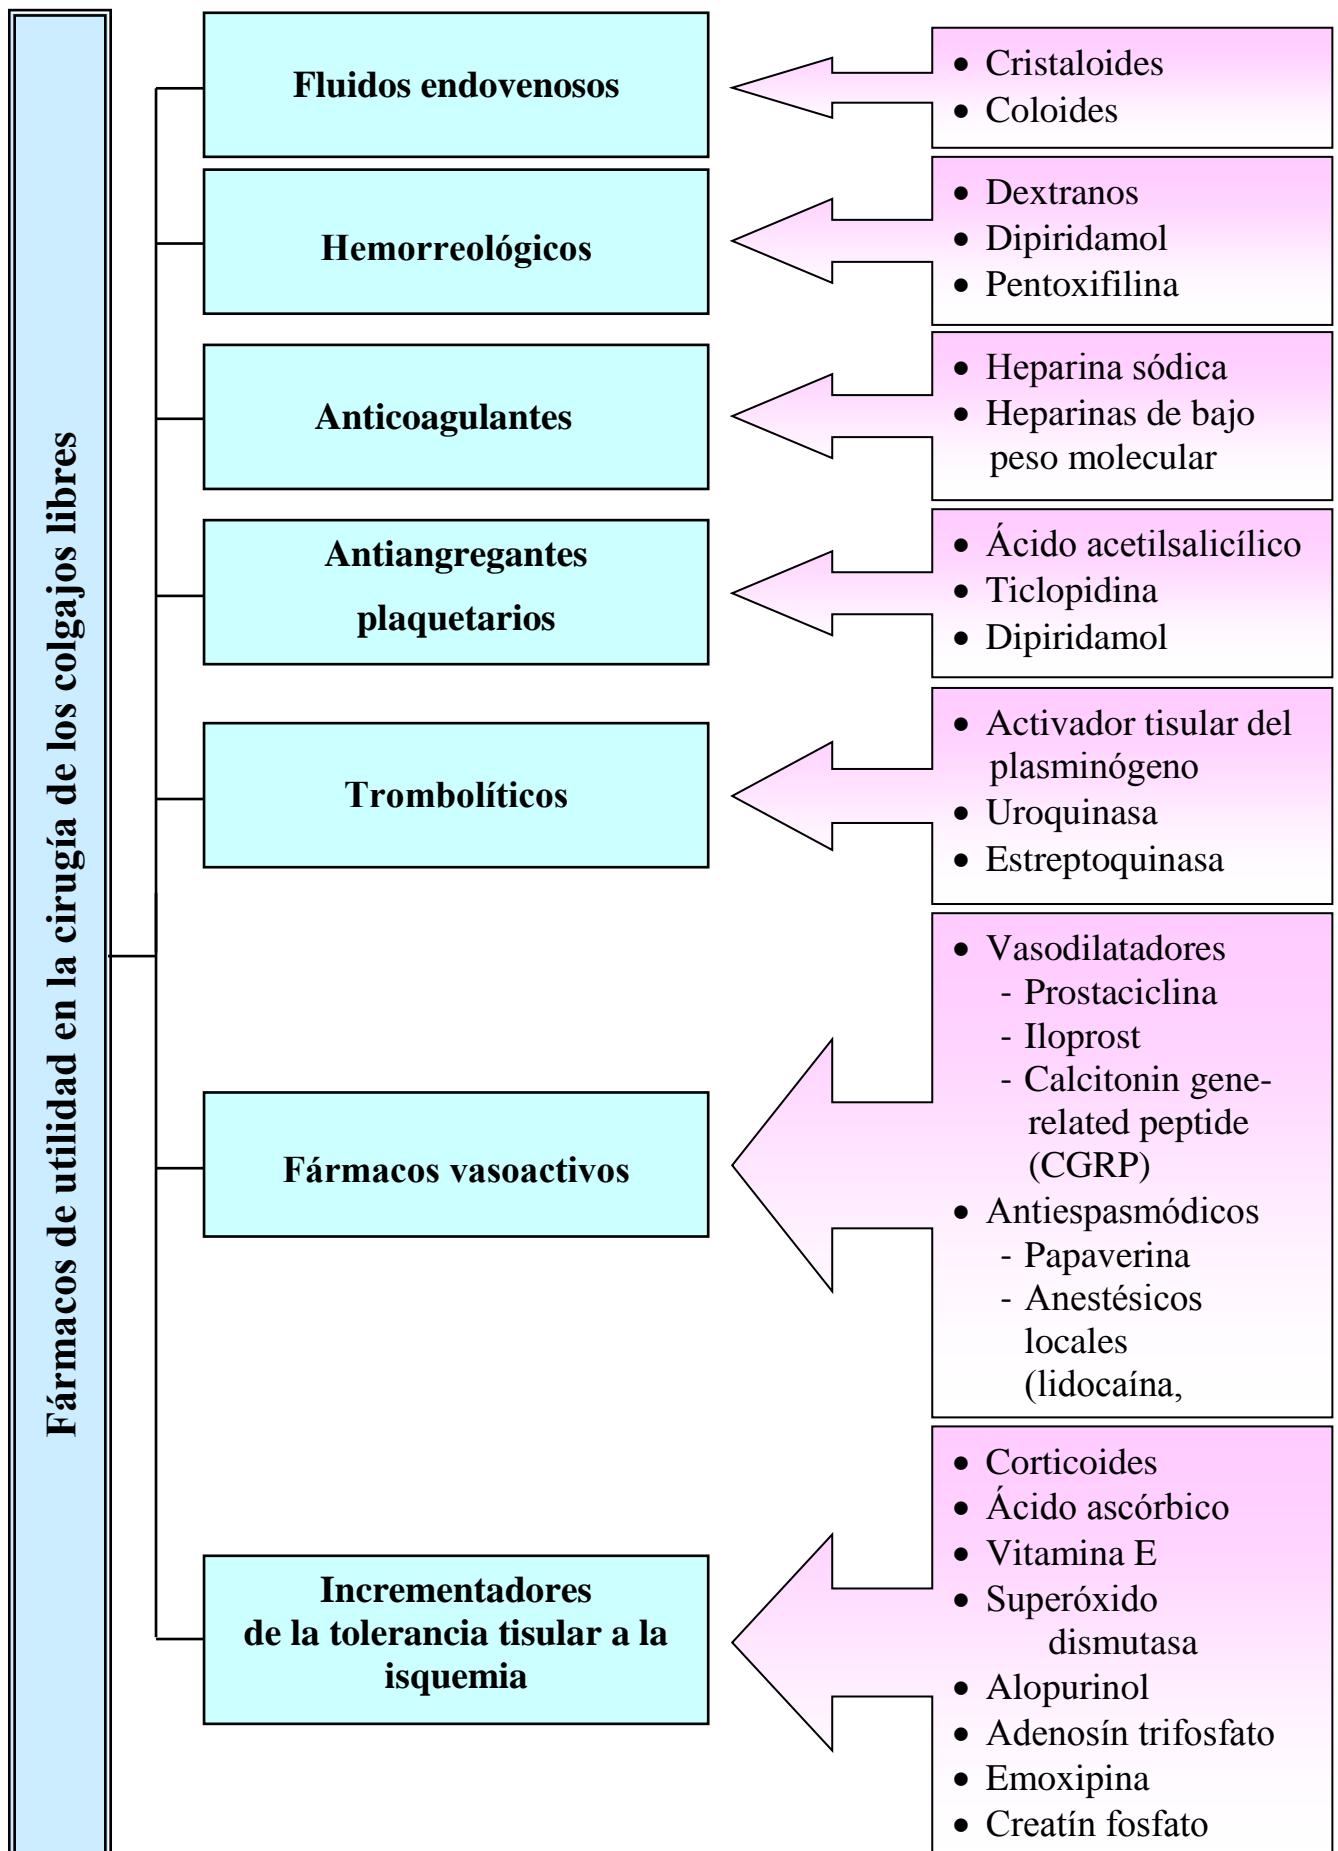 Fármacos de utilidad en la cirugía de los colgajos libres
Fluidos endovenosos
• Cristaloides
• Coloides
Hemorreológicos
• Dextranos
• Dipiridamol
• Pentoxifilina
Anticoagulantes
• Heparina sódica
• Heparinas de bajo
peso molecular
Antiangregantes
plaquetarios
• Ácido acetilsalicílico
• Ticlopidina
• Dipiridamol
Trombolíticos
• Activador tisular del
plasminógeno
• Uroquinasa
• Estreptoquinasa
Fármacos vasoactivos
• Vasodilatadores
- Prostaciclina
- Iloprost
- Calcitonin gene-
related peptide
(CGRP)
• Antiespasmódicos
- Papaverina
- Anestésicos
locales
(lidocaína,
Incrementadores
de la tolerancia tisular a la
isquemia
• Corticoides
• Ácido ascórbico
• Vitamina E
• Superóxido
dismutasa
• Alopurinol
• Adenosín trifosfato
• Emoxipina
• Creatín fosfato